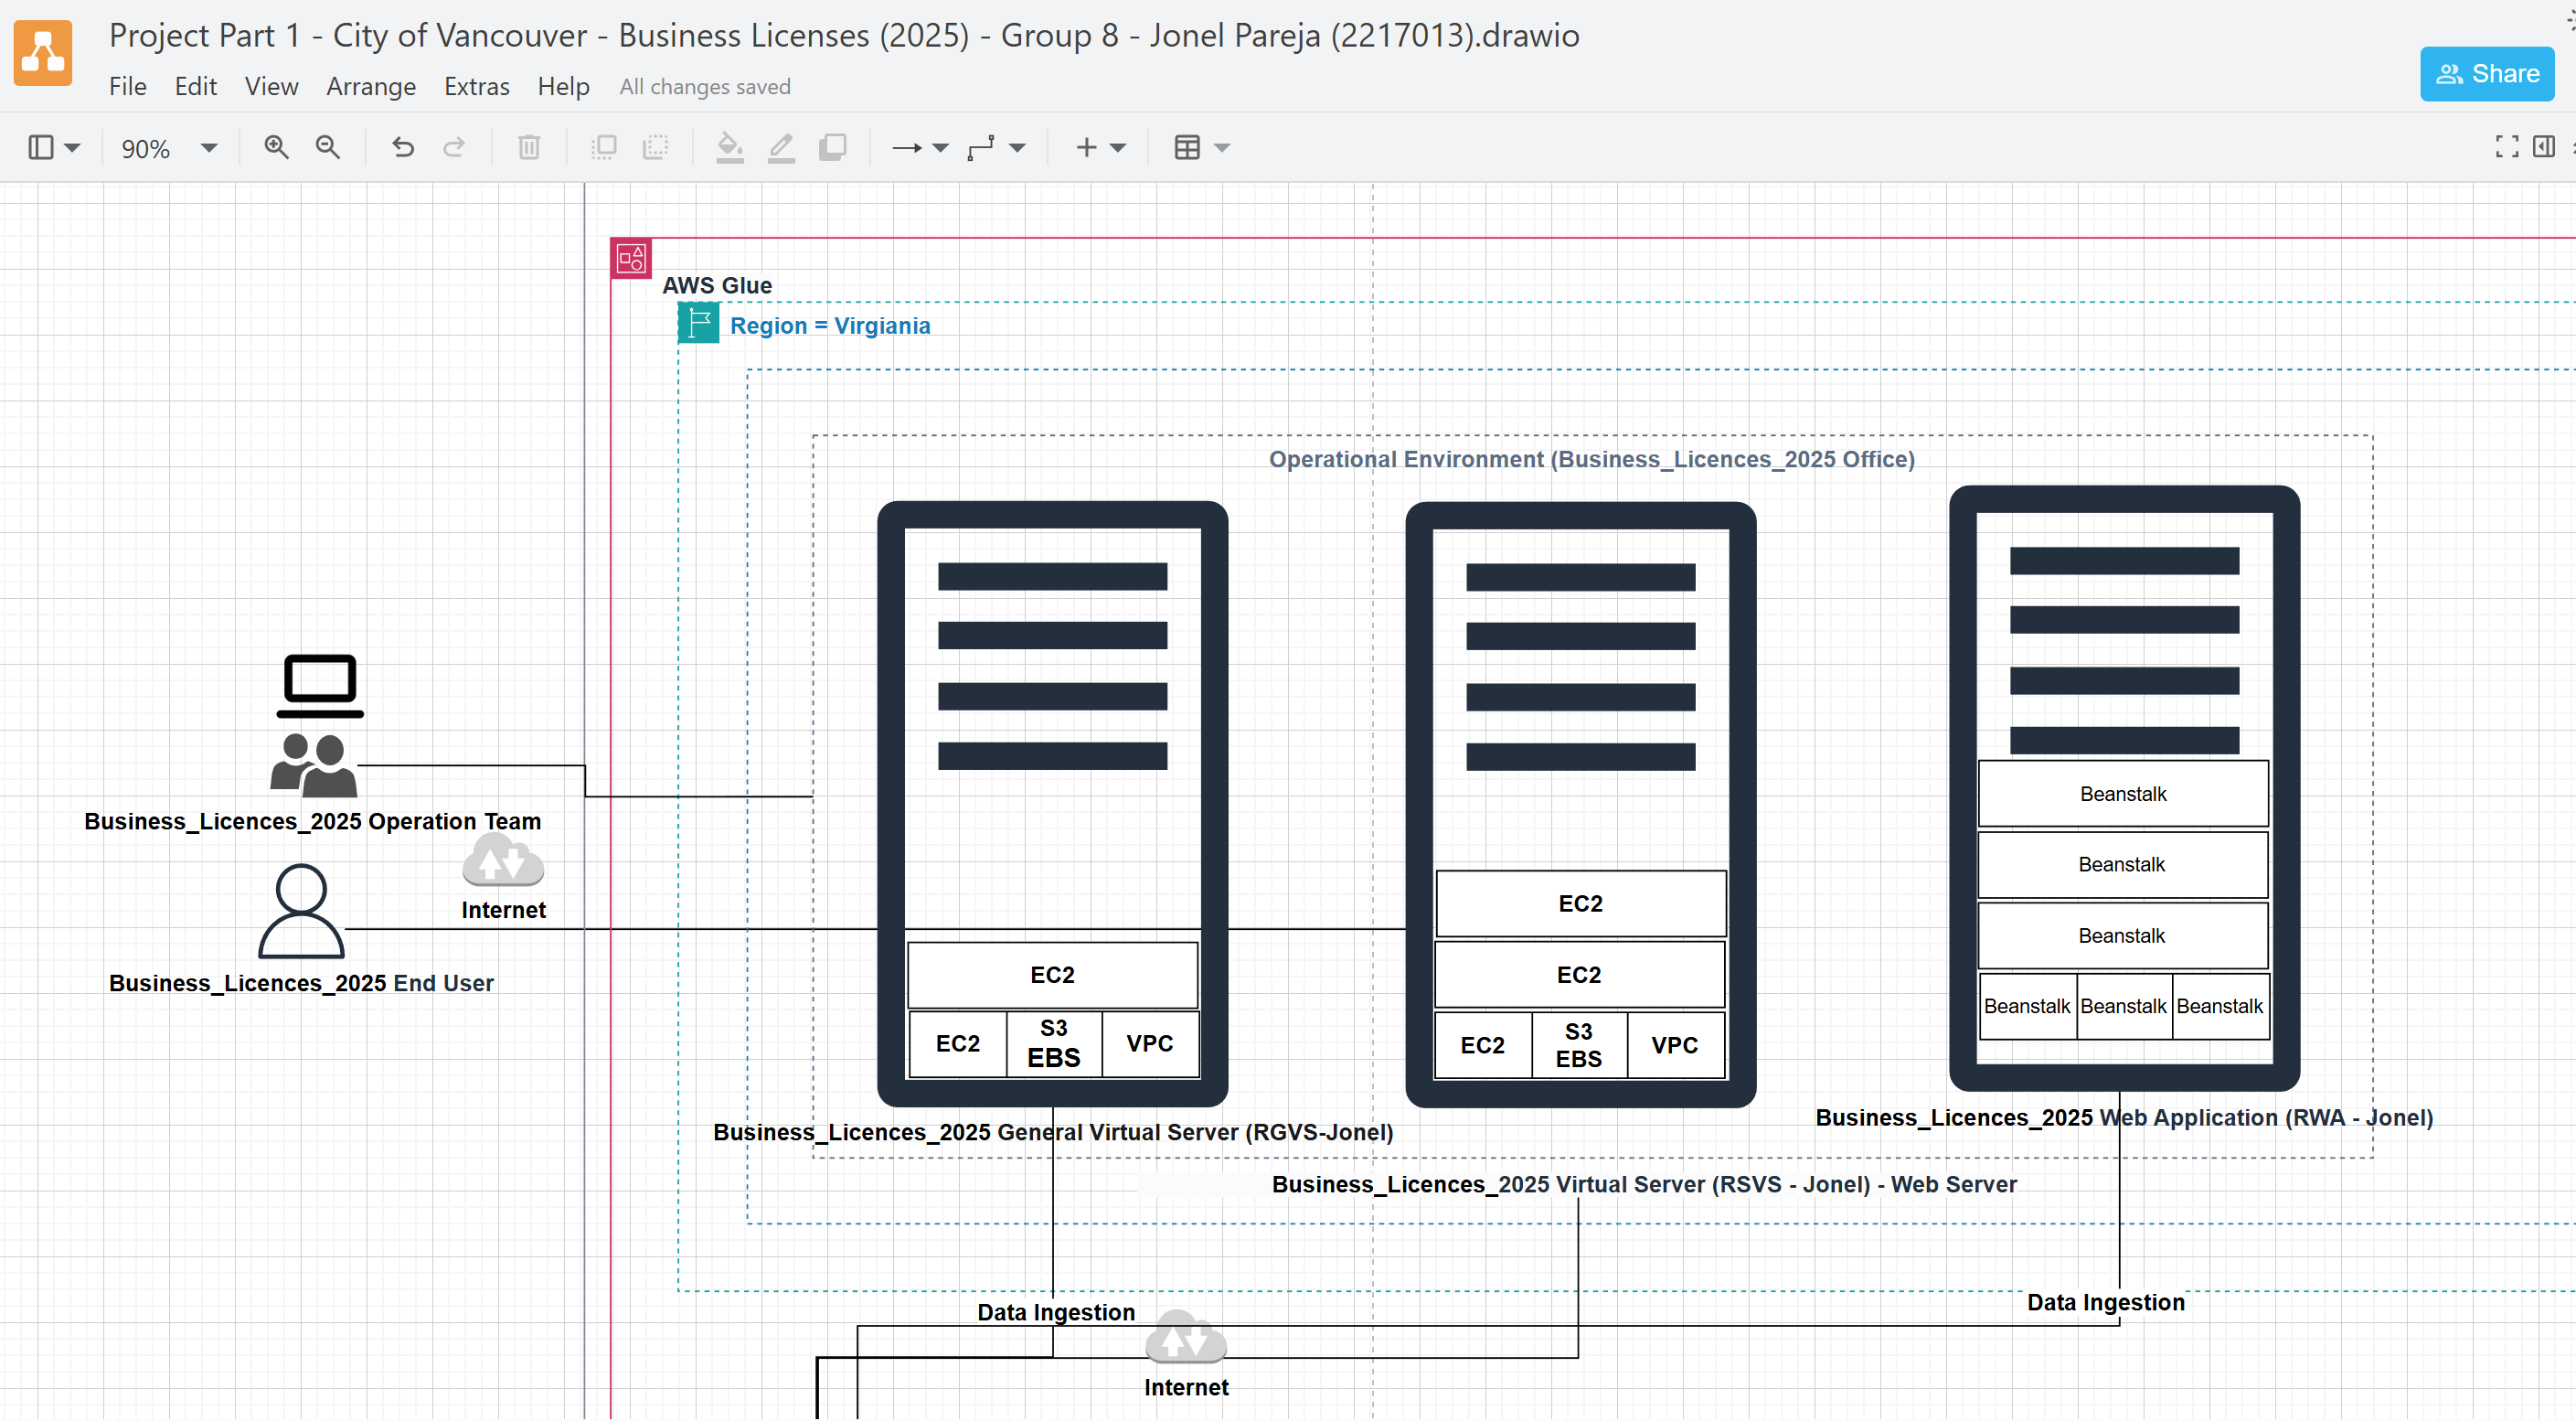 Project Part 1 - City of Vancouver - Business Licenses (2025) - Group 8 - Jonel Pareja (2217013).drawio
File Edit View Arrange Extras Help All changes saved
Share
90%
AWS Glue
Region = Virgiania
Operational Environment (Business_Licences_2025 Office)
Business_Licences_2025 Operation Team
Internet
Business_Licences_2025 End User
EC2
EC2
S3
EBS
VPC
EC2
EC2
EC2
S3
EBS
VPC
Beanstalk
Beanstalk
Beanstalk
Beanstalk Beanstalk Beanstalk
Business_Licences_2025 General Virtual Server (RGVS-Jonel)
Business_Licences_2025 Web Application (RWA - Jonel)
Business_Licences_2025 Virtual Server (RSVS - Jonel) - Web Server
Data Ingestion
Data Ingestion
Internet